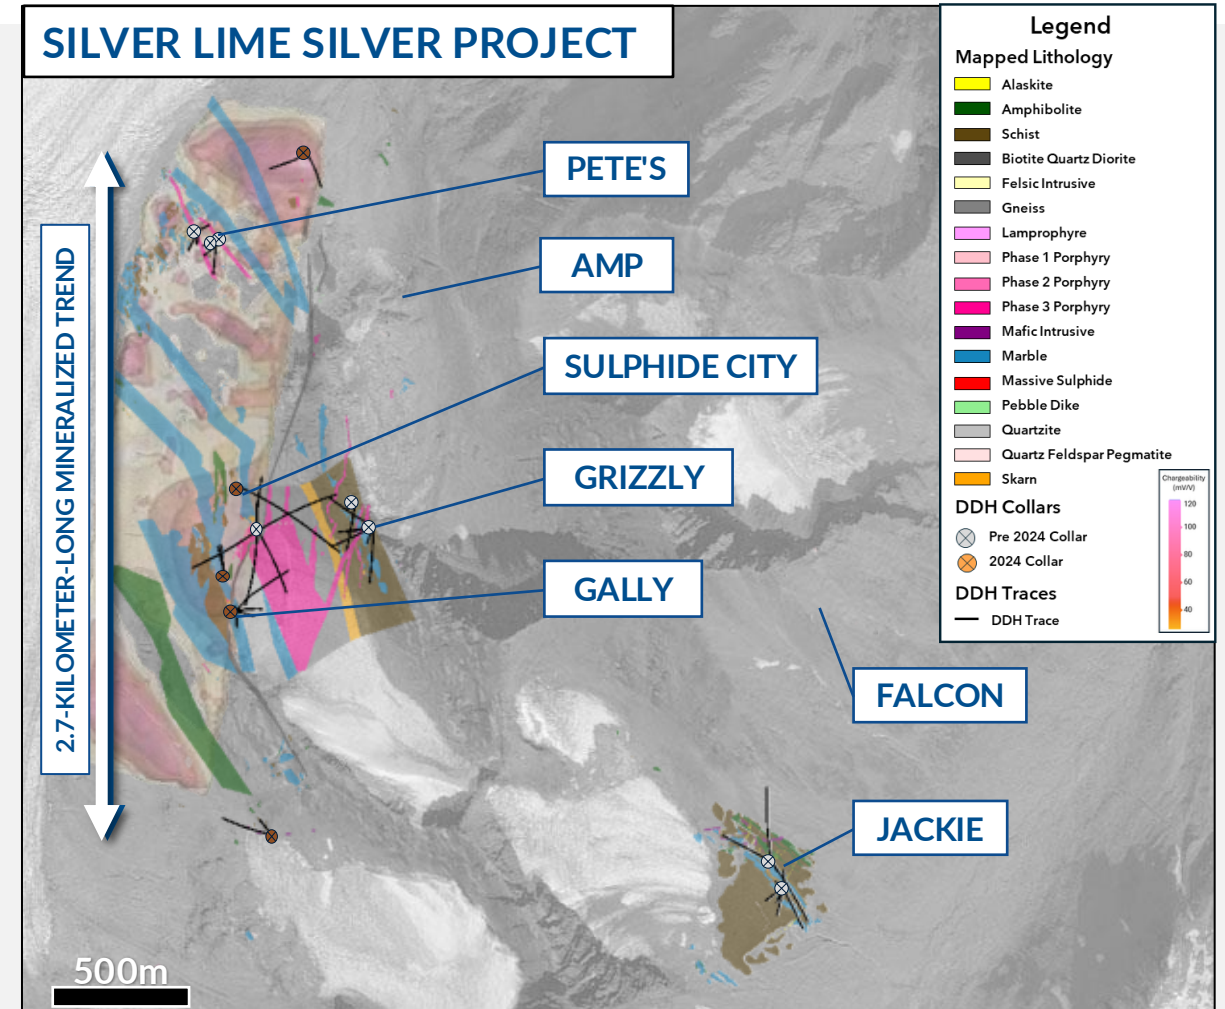 SILVER LIME SILVER PROJECT
2.7-KILOMETER-LONG MINERALIZED TREND
PETE'S
AMP
SULPHIDE CITY
GRIZZLY
GALLY
FALCON
JACKIE
500m
Legend
Mapped Lithology
Alaskite
Amphibolite
Schist
Biotite Quartz Diorite
Felsic Intrusive
Gneiss
Lamprophyre
Phase 1 Porphyry
Phase 2 Porphyry
Phase 3 Porphyry
Mafic Intrusive
Marble
Massive Sulphide
Pebble Dike
Quartzite
Quartz Feldspar Pegmatite
Skarn
DDH Collars
Pre 2024 Collar
2024 Collar
DDH Traces
DDH Trace
Chargeability
(mV/V)
120
100
80
60
40